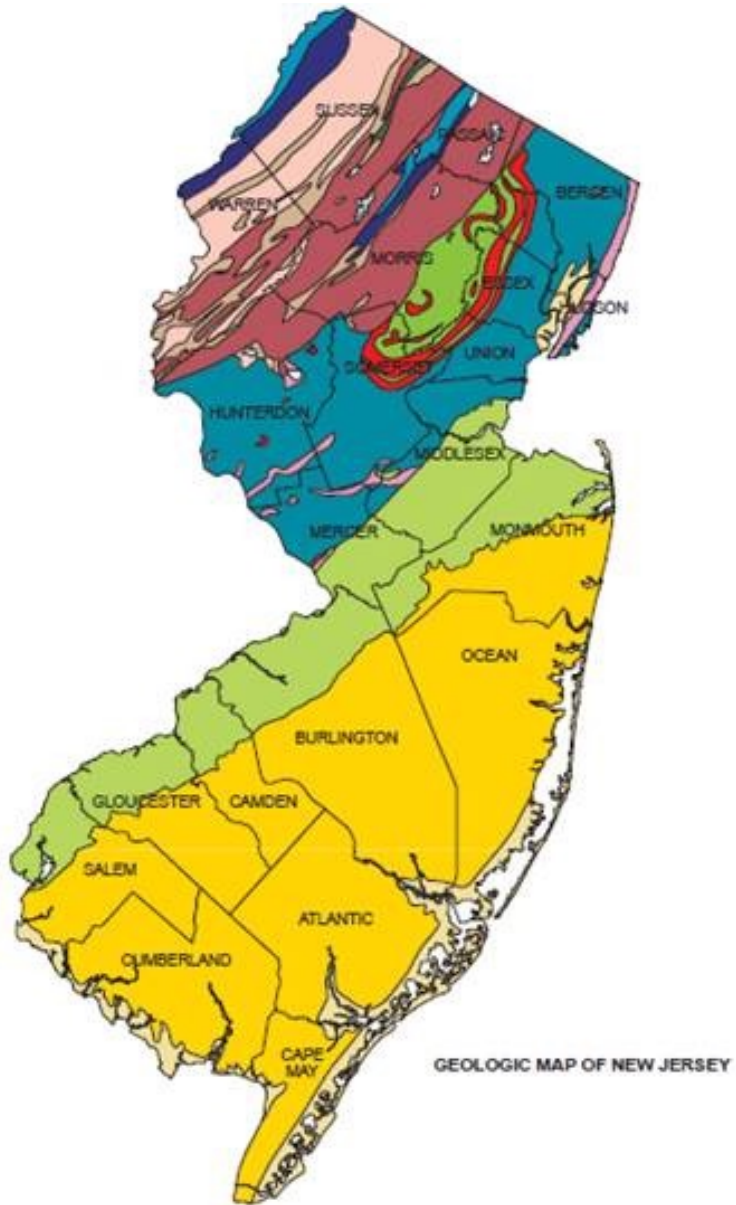 SUSSEX
PASSAIC
BERGEN
WARREN
MORRIS
ESSEX
HUDSON
UNION
SOMERSET
HUNTERDON
MIDDLESEX
MERCER
MONMOUTH
OCEAN
BURLINGTON
GLOUCESTER
CAMDEN
SALEM
ATLANTIC
CUMBERLAND
CAPE
MAY
GEOLOGIC MAP OF NEW JERSEY